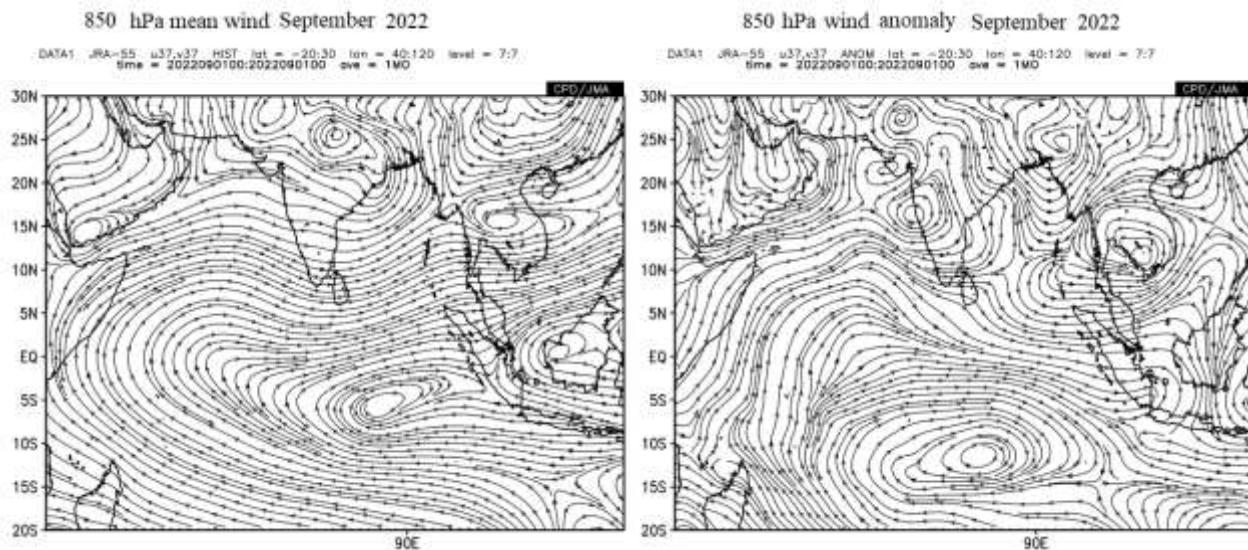 850 hPa mean wind September 2022
DATA1 JRA-55 u37,v37 HIST lat = -20:30 lon = 40:120 level = 7:7
time = 2022090100:2022090100 ave = 1MO
CPD/JMA
30N
25N
20N
15N
10N
5N
EQ
5S
10S
15S
20S
90E
850 hPa wind anomaly September 2022
DATA1 JRA-55 u37,v37 ANOM lat = -20:30 lon = 40:120 level = 7:7
time = 2022090100:2022090100 ave = 1MO
CPD/JMA
30N
25N
20N
15N
10N
5N
EQ
5S
10S
15S
20S
90E